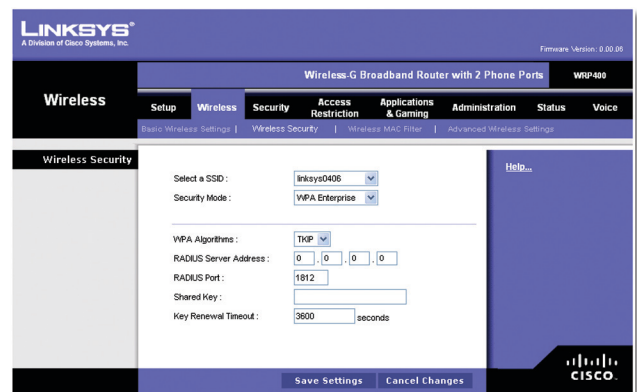 LINKSYS®
A Division of Cisco Systems, Inc.
Firmware Version: 0.00.06
Wireless-G Broadband Router with 2 Phone Ports WRP400
Wireless
Setup Wireless Security Access Restriction Applications & Gaming Administration Status Voice
Basic Wireless Settings | Wireless Security | Wireless MAC Filter | Advanced Wireless Settings
Wireless Security
Help...
Select a SSID : linksys0406
Security Mode : WPA Enterprise
WPA Algorithms : TKIP
RADIUS Server Address : 0 . 0 . 0 . 0
RADIUS Port : 1812
Shared Key :
Key Renewal Timeout : 3600 seconds
Save Settings Cancel Changes
CISCO.